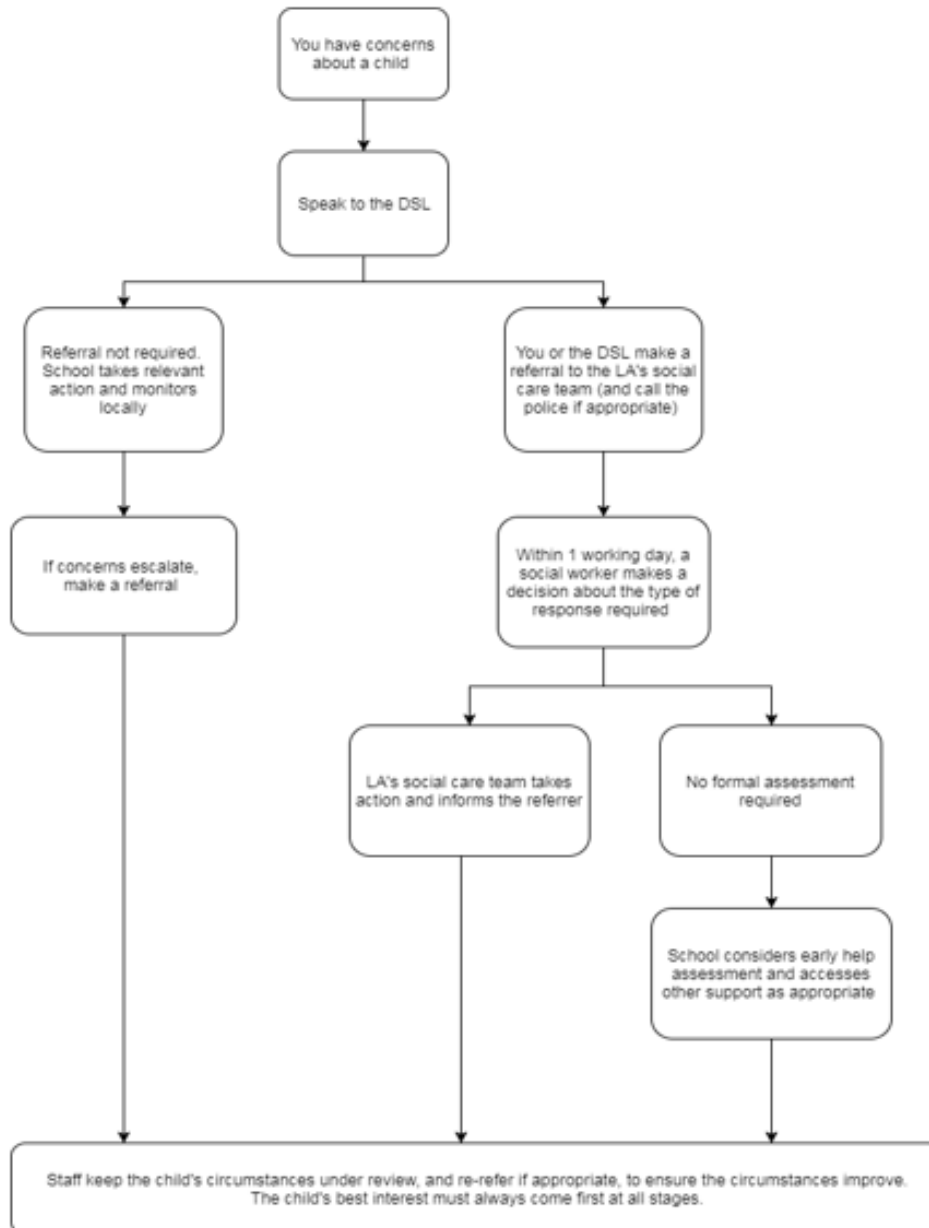 You have concerns
about a child
Speak to the DSL
Referral not required.
School takes relevant
action and monitors
locally
You or the DSL make a
referral to the LA's social
care team (and call the
police if appropriate)
If concerns escalate,
make a referral
Within 1 working day, a
social worker makes a
decision about the type of
response required
LA's social care team takes
action and informs the referrer
No formal assessment
required
School considers early help
assessment and accesses
other support as appropriate
Staff keep the child's circumstances under review, and re-refer if appropriate, to ensure the circumstances improve.
The child's best interest must always come first at all stages.